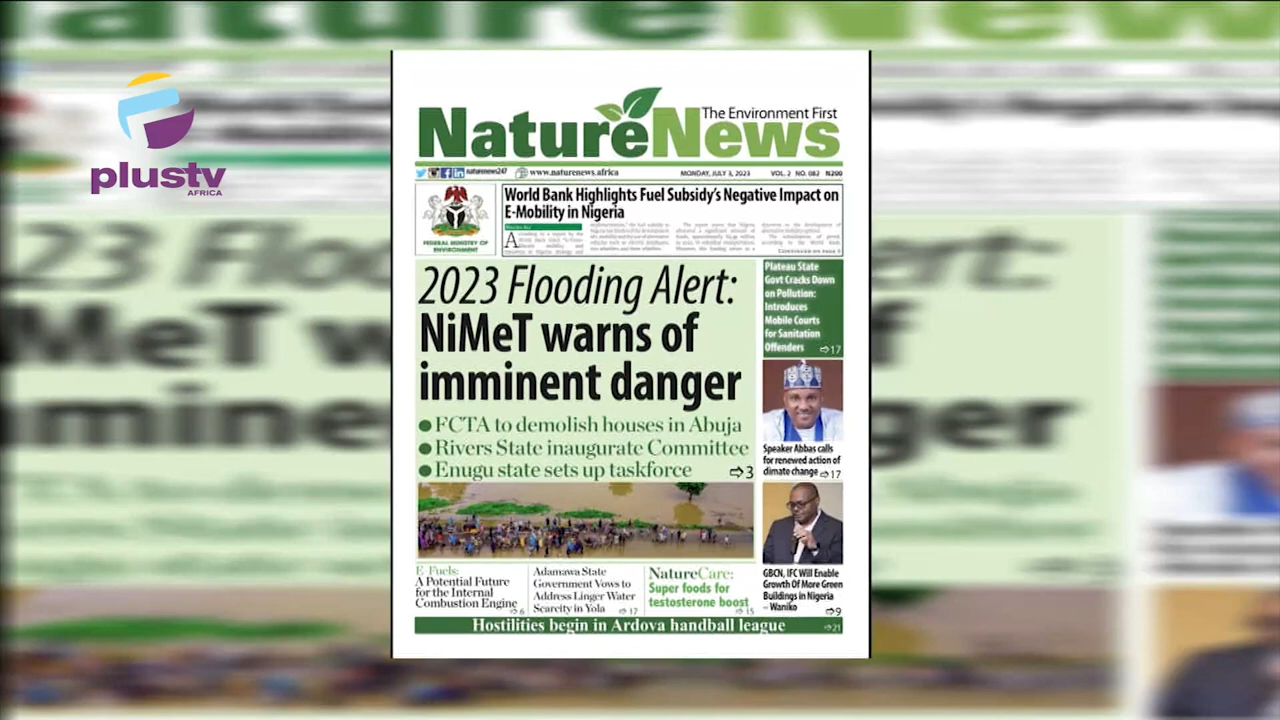 plustv
AFRICA
The Environment First
NatureNews
naturenews247
www.naturenews.africa
MONDAY, JULY 3, 2023
VOL. 2 NO. 082 N200
FEDERAL MINISTRY OF
ENVIRONMENT
World Bank Highlights Fuel Subsidy's Negative Impact on
E-Mobility in Nigeria
2023 Flooding Alert:
NiMeT warns of
imminent danger
● FCTA to demolish houses in Abuja
● Rivers State inaugurate Committee
● Enugu state sets up taskforce
⇨3
Plateau State
Govt Cracks Down
on Pollution:
Introduces
Mobile Courts
for Sanitation
Offenders ⇨17
Speaker Abbas calls
for renewed action of
climate change ⇨17
GBCN, IFC Will Enable
Growth Of More Green
Buildings in Nigeria
– Waniko ⇨9
E-Fuels:
A Potential Future
for the Internal
Combustion Engine ⇨6
Adamawa State
Government Vows to
Address Linger Water
Scarcity in Yola ⇨17
NatureCare:
Super foods for
testosterone boost
⇨15
Hostilities begin in Ardova handball league ⇨21